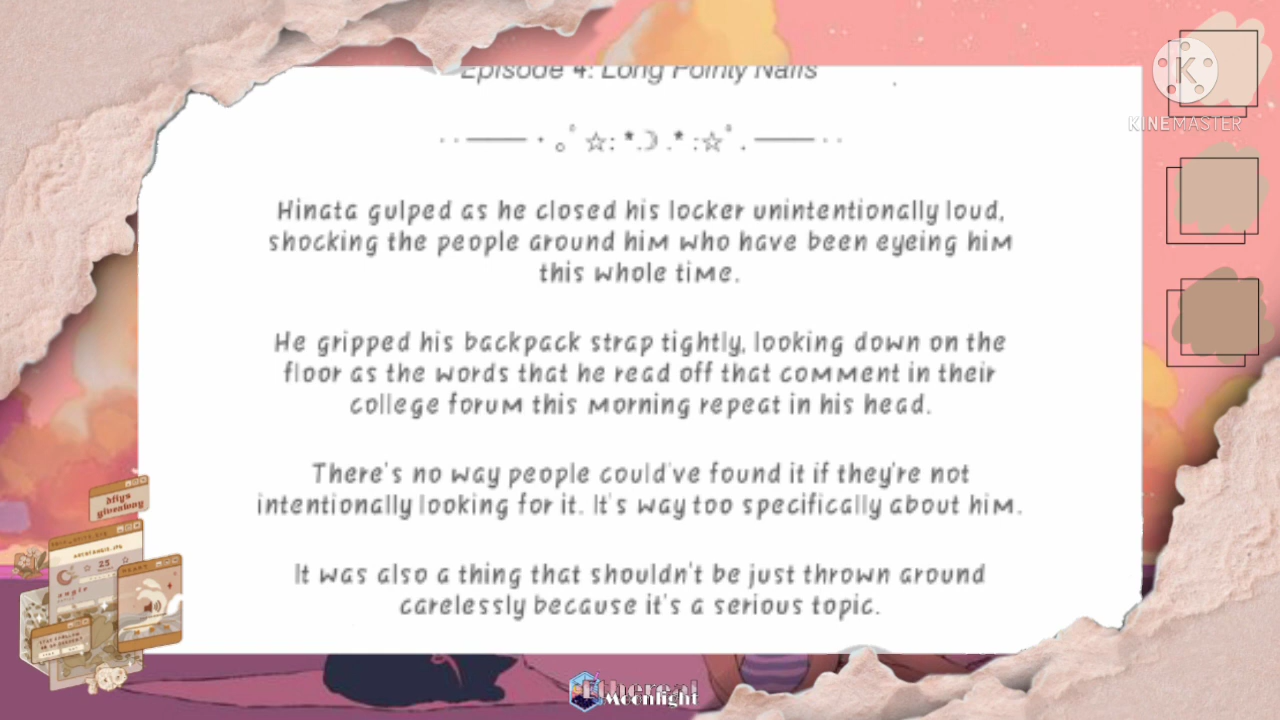 Episode 4: Long Pointy Nails
KINEMASTER
Hinata gulped as he closed his locker unintentionally loud,
shocking the people around him who have been eyeing him
this whole time.
He gripped his backpack strap tightly, looking down on the
floor as the words that he read off that comment in their
college forum this morning repeat in his head.
There's no way people could've found it if they're not
intentionally looking for it. It's way too specifically about him.
It was also a thing that shouldn't be just thrown around
carelessly because it's a serious topic.
afiys
giveaway
25
Ethereal
Moonlight